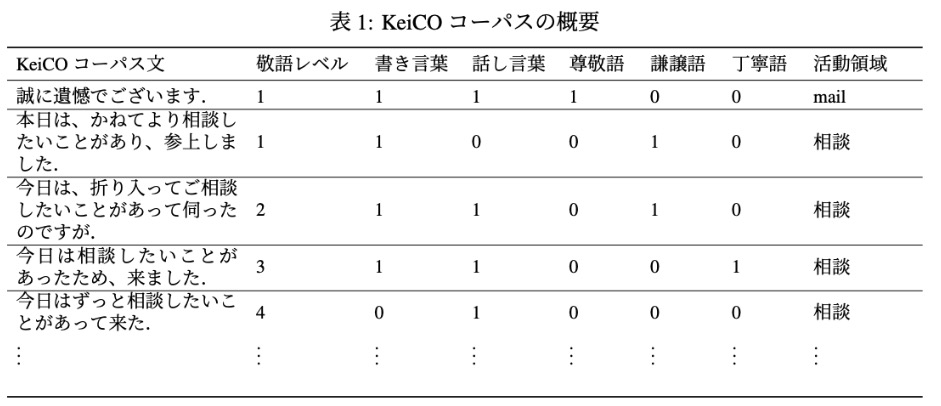 表 1: KeiCO コーパスの概要
KeiCO コーパス文 敬語レベル 書き言葉 話し言葉 尊敬語 謙譲語 丁寧語 活動領域
誠に遺憾でございます. 1 1 1 1 0 0 mail
本日は、かねてより相談し
たいことがあり、参上しま 1 1 0 0 1 0 相談
した.
今日は、折り入ってご相談
したいことがあって伺った 2 1 1 0 1 0 相談
のですが.
今日は相談したいことが
あったため、来ました. 3 1 1 0 0 1 相談
今日はずっと相談したいこ
とがあって来た. 4 0 1 0 0 0 相談
⋮ ⋮ ⋮ ⋮ ⋮ ⋮ ⋮ ⋮